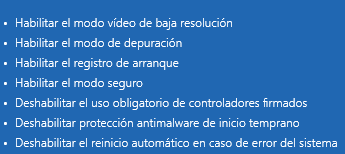 • Habilitar el modo vídeo de baja resolución
• Habilitar el modo de depuración
• Habilitar el registro de arranque
• Habilitar el modo seguro
• Deshabilitar el uso obligatorio de controladores firmados
• Deshabilitar protección antimalware de inicio temprano
• Deshabilitar el reinicio automático en caso de error del sistema